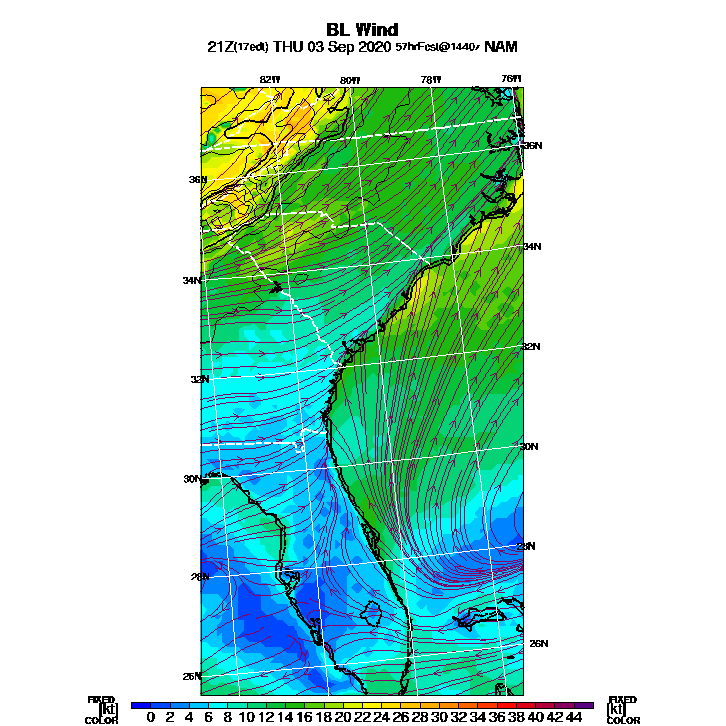 BL Wind
21Z(17edt) THU 03 Sep 2020 57hrFcst@1440z NAM
82W 80W 78W 76W
36N
36N
34N
34N
32N
32N
30N
30N
28N
28N
26N
26N
FIXED FIXED
[kt] [kt]
COLOR COLOR
0 2 4 6 8 10 12 14 16 18 20 22 24 26 28 30 32 34 36 38 40 42 44